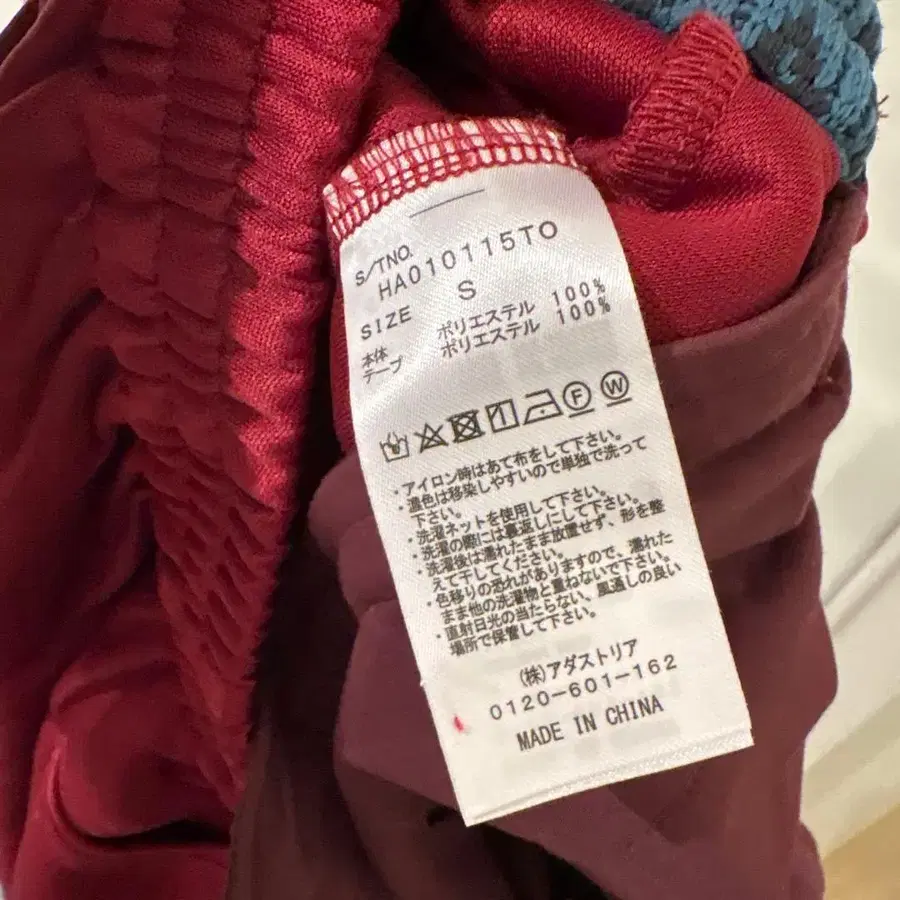 S/TNO.
HA010115TO
SIZE S
本体 ポリエステル 100%
テープ ポリエステル 100%
F W
・アイロン時はあて布をして下さい。
・濃色は移染しやすいので単独で洗って
下さい。
・洗濯ネットを使用して下さい。
・洗濯の際には裏返しにして下さい。
・洗濯後は濡れたまま放置せず、形を整
えて干してください。
・色移りの恐れがありますので、濡れた
まま他の洗濯物と重ねないで下さい。
・直射日光の当たらない、風通しの良い
場所で保管して下さい。
(株)アダストリア
0120-601-162
MADE IN CHINA